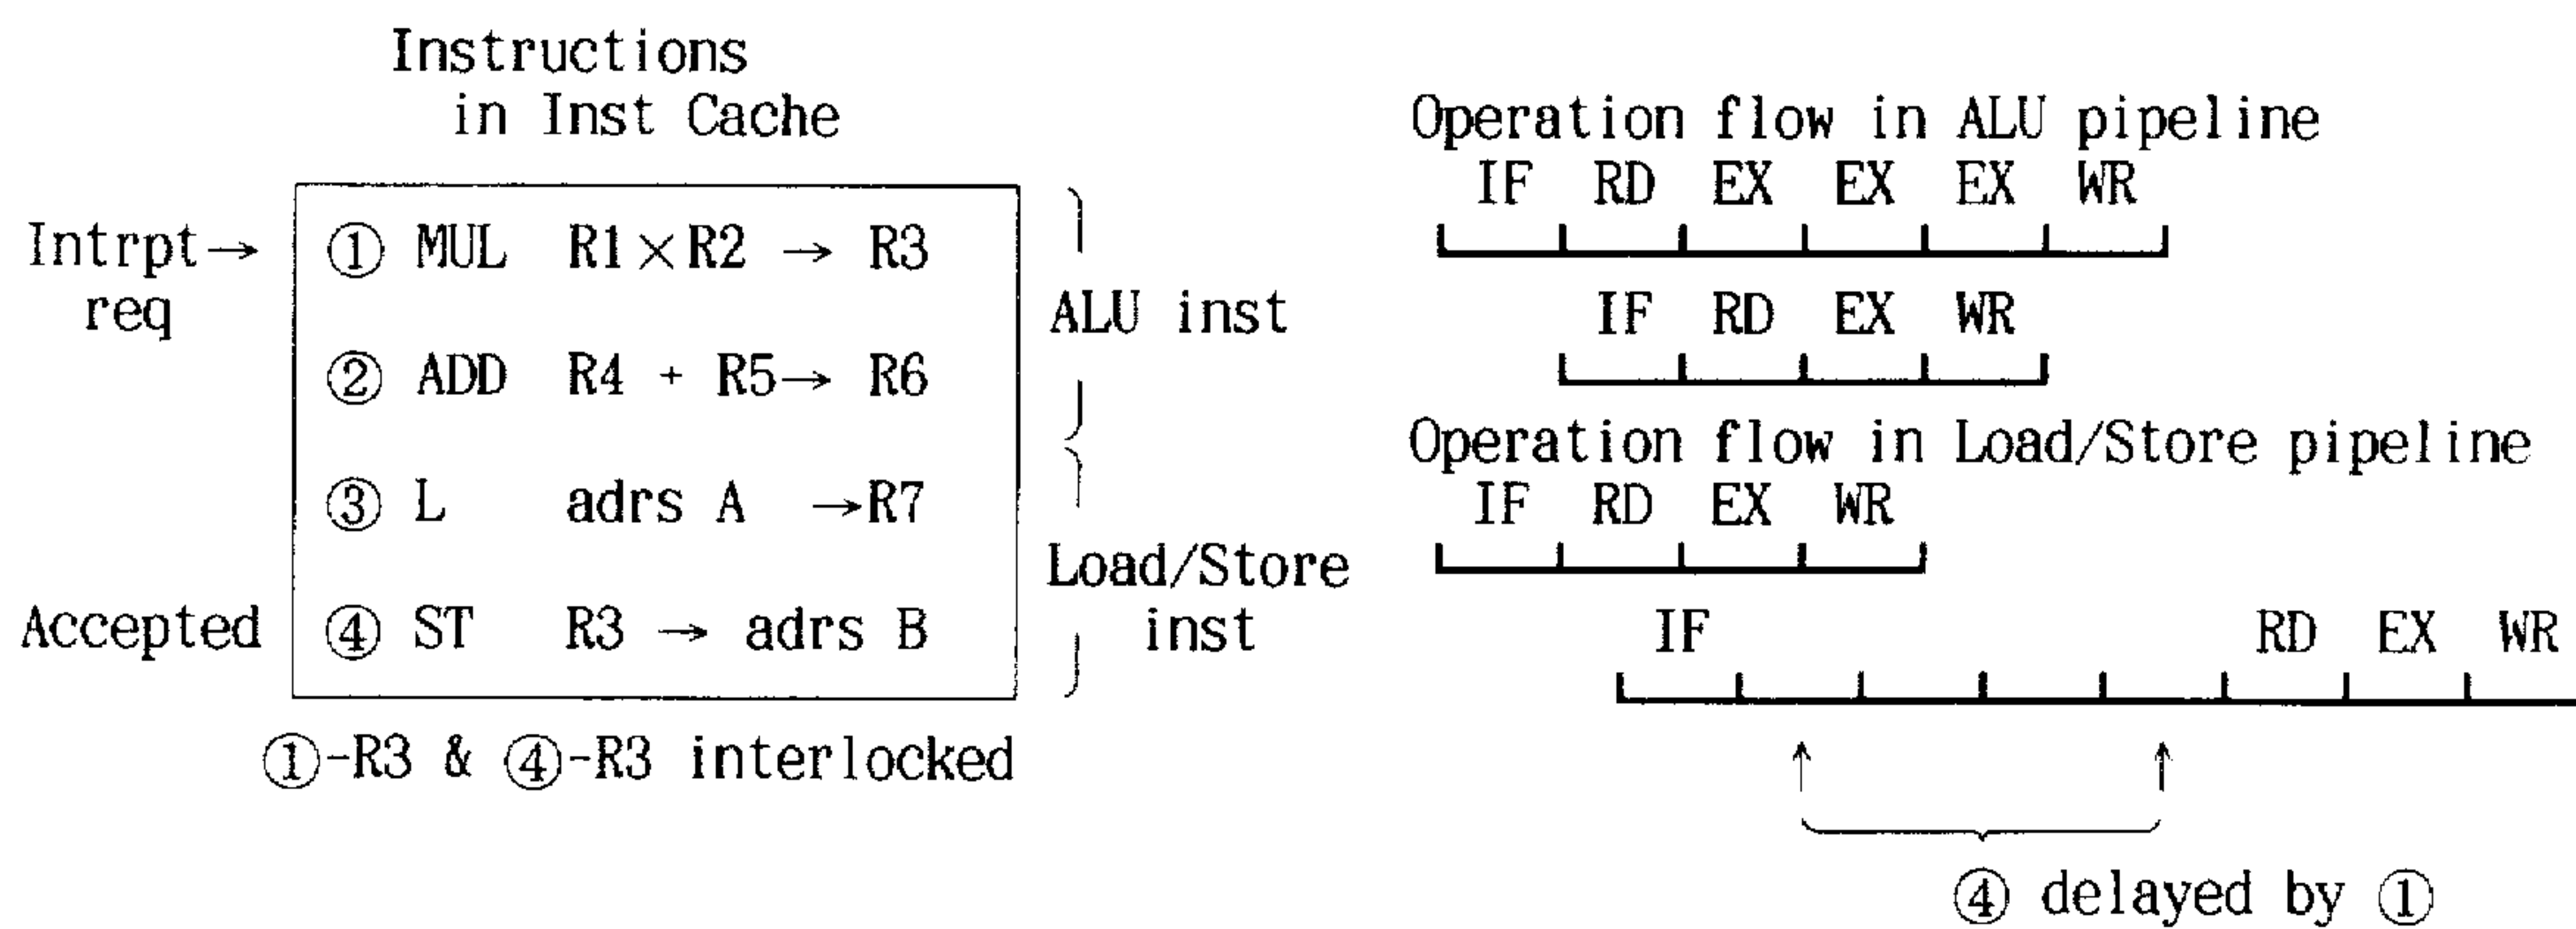 Instructions
in Inst Cache
Intrpt→
req
① MUL R1×R2 → R3
② ADD R4 + R5→ R6
③ L adrs A →R7
Accepted
④ ST R3 → adrs B
ALU inst
Load/Store
inst
①-R3 & ④-R3 interlocked
Operation flow in ALU pipeline
IF RD EX EX EX WR
IF RD EX WR
Operation flow in Load/Store pipeline
IF RD EX WR
IF RD EX WR
④ delayed by ①